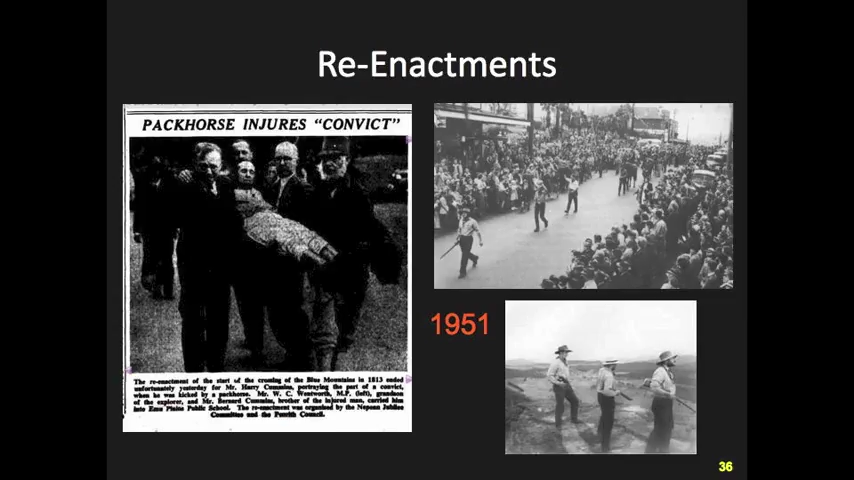 Re-Enactments
PACKHORSE INJURES "CONVICT"
The re-enactment of the start of the crossing of the Blue Mountains in 1813 ended
unfortunately yesterday for Mr. Harry Cummins, portraying the part of a convict,
when he was kicked by a packhorse. Mr. W. C. Wentworth, M.P. (left), grandson
of the explorer, and Mr. Bernard Cummins, brother of the injured man, carried him
into Emu Plains Public School. The re-enactment was organised by the Nepean Jubilee
Committee and the Penrith Council.
1951
36